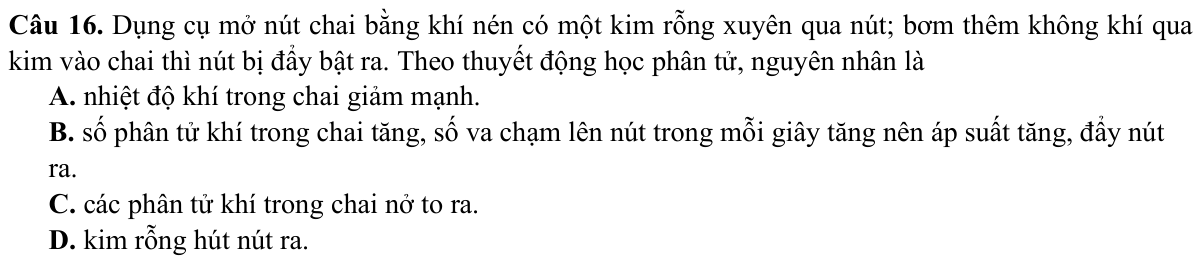 Câu 16. Dụng cụ mở nút chai bằng khí nén có một kim rỗng xuyên qua nút; bơm thêm không khí qua
kim vào chai thì nút bị đẩy bật ra. Theo thuyết động học phân tử, nguyên nhân là
A. nhiệt độ khí trong chai giảm mạnh.
B. số phân tử khí trong chai tăng, số va chạm lên nút trong mỗi giây tăng nên áp suất tăng, đẩy nút
ra.
C. các phân tử khí trong chai nở to ra.
D. kim rỗng hút nút ra.